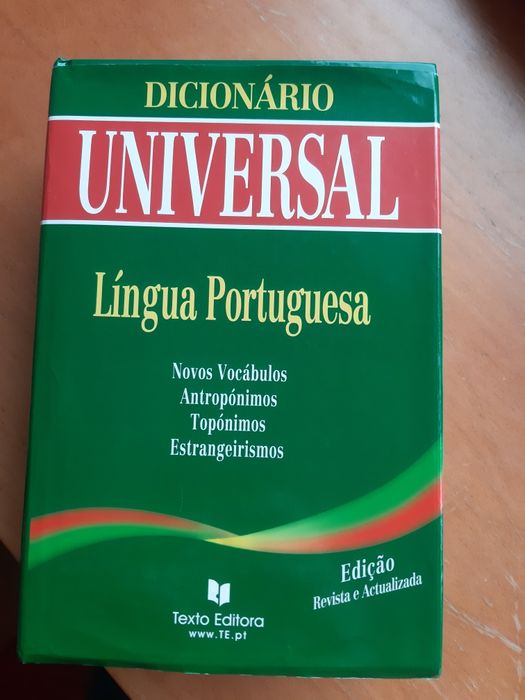 DICIONÁRIO
UNIVERSAL
Língua Portuguesa
Novos Vocábulos
Antropónimos
Topónimos
Estrangeirismos
Edição
Revista e Actualizada
Texto Editora
www.TE.pt